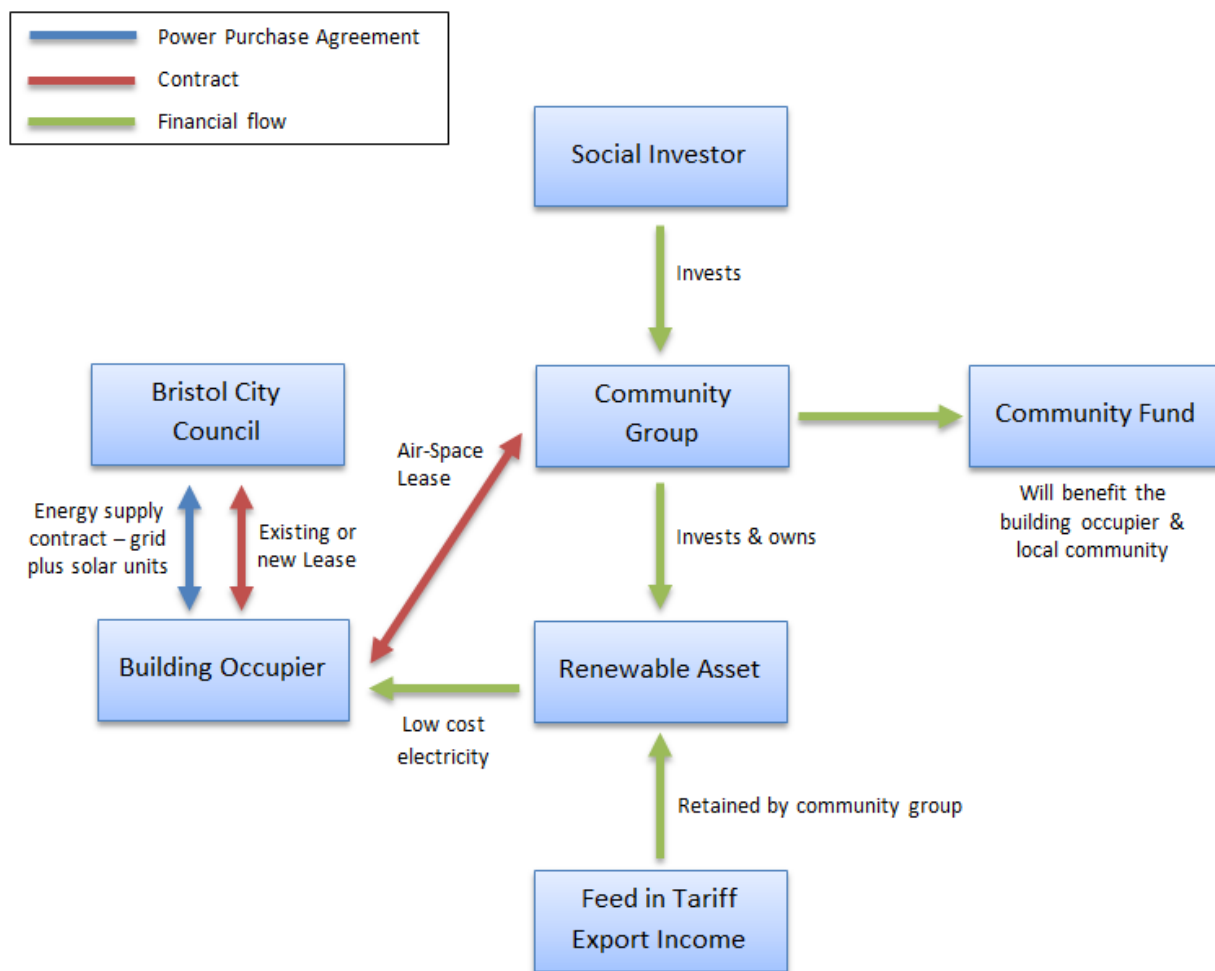 Power Purchase Agreement
Contract
Financial flow
Social Investor
Invests
Bristol City
Council
Community
Group
Community Fund
Air-Space
Lease
Will benefit the
building occupier &
local community
Energy supply
contract – grid
plus solar units
Existing or
new Lease
Invests & owns
Building Occupier
Renewable Asset
Low cost
electricity
Retained by community group
Feed in Tariff
Export Income